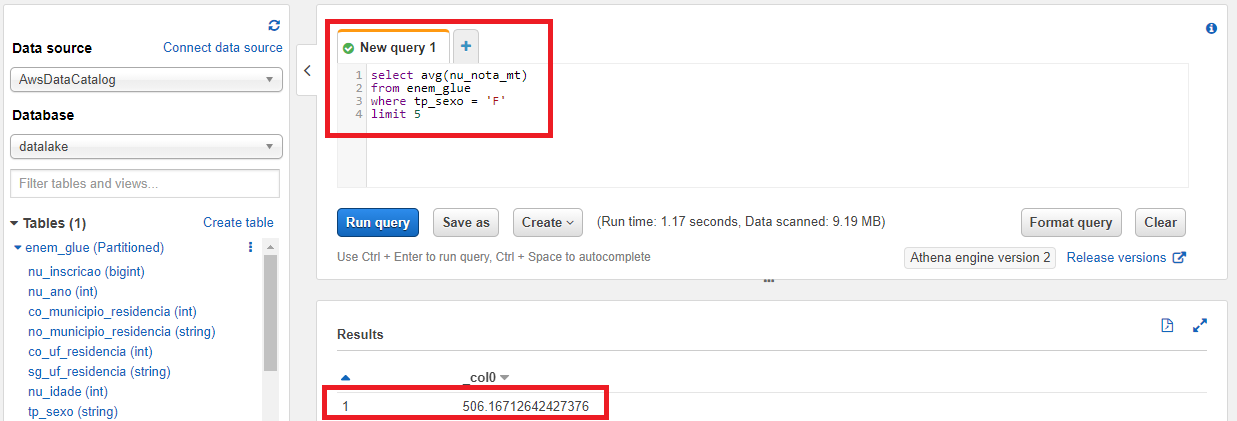 Data source Connect data source
AwsDataCatalog
Database
datalake
Filter tables and views...
Tables (1) Create table
enem_glue (Partitioned)
nu_inscricao (bigint)
nu_ano (int)
co_municipio_residencia (int)
no_municipio_residencia (string)
co_uf_residencia (int)
sg_uf_residencia (string)
nu_idade (int)
tp_sexo (string)
New query 1 +
1 select avg(nu_nota_mt)
2 from enem_glue
3 where tp_sexo = 'F'
4 limit 5
Run query Save as Create (Run time: 1.17 seconds, Data scanned: 9.19 MB) Format query Clear
Use Ctrl + Enter to run query, Ctrl + Space to autocomplete Athena engine version 2 Release versions
Results
_col0
1 506.16712642427376